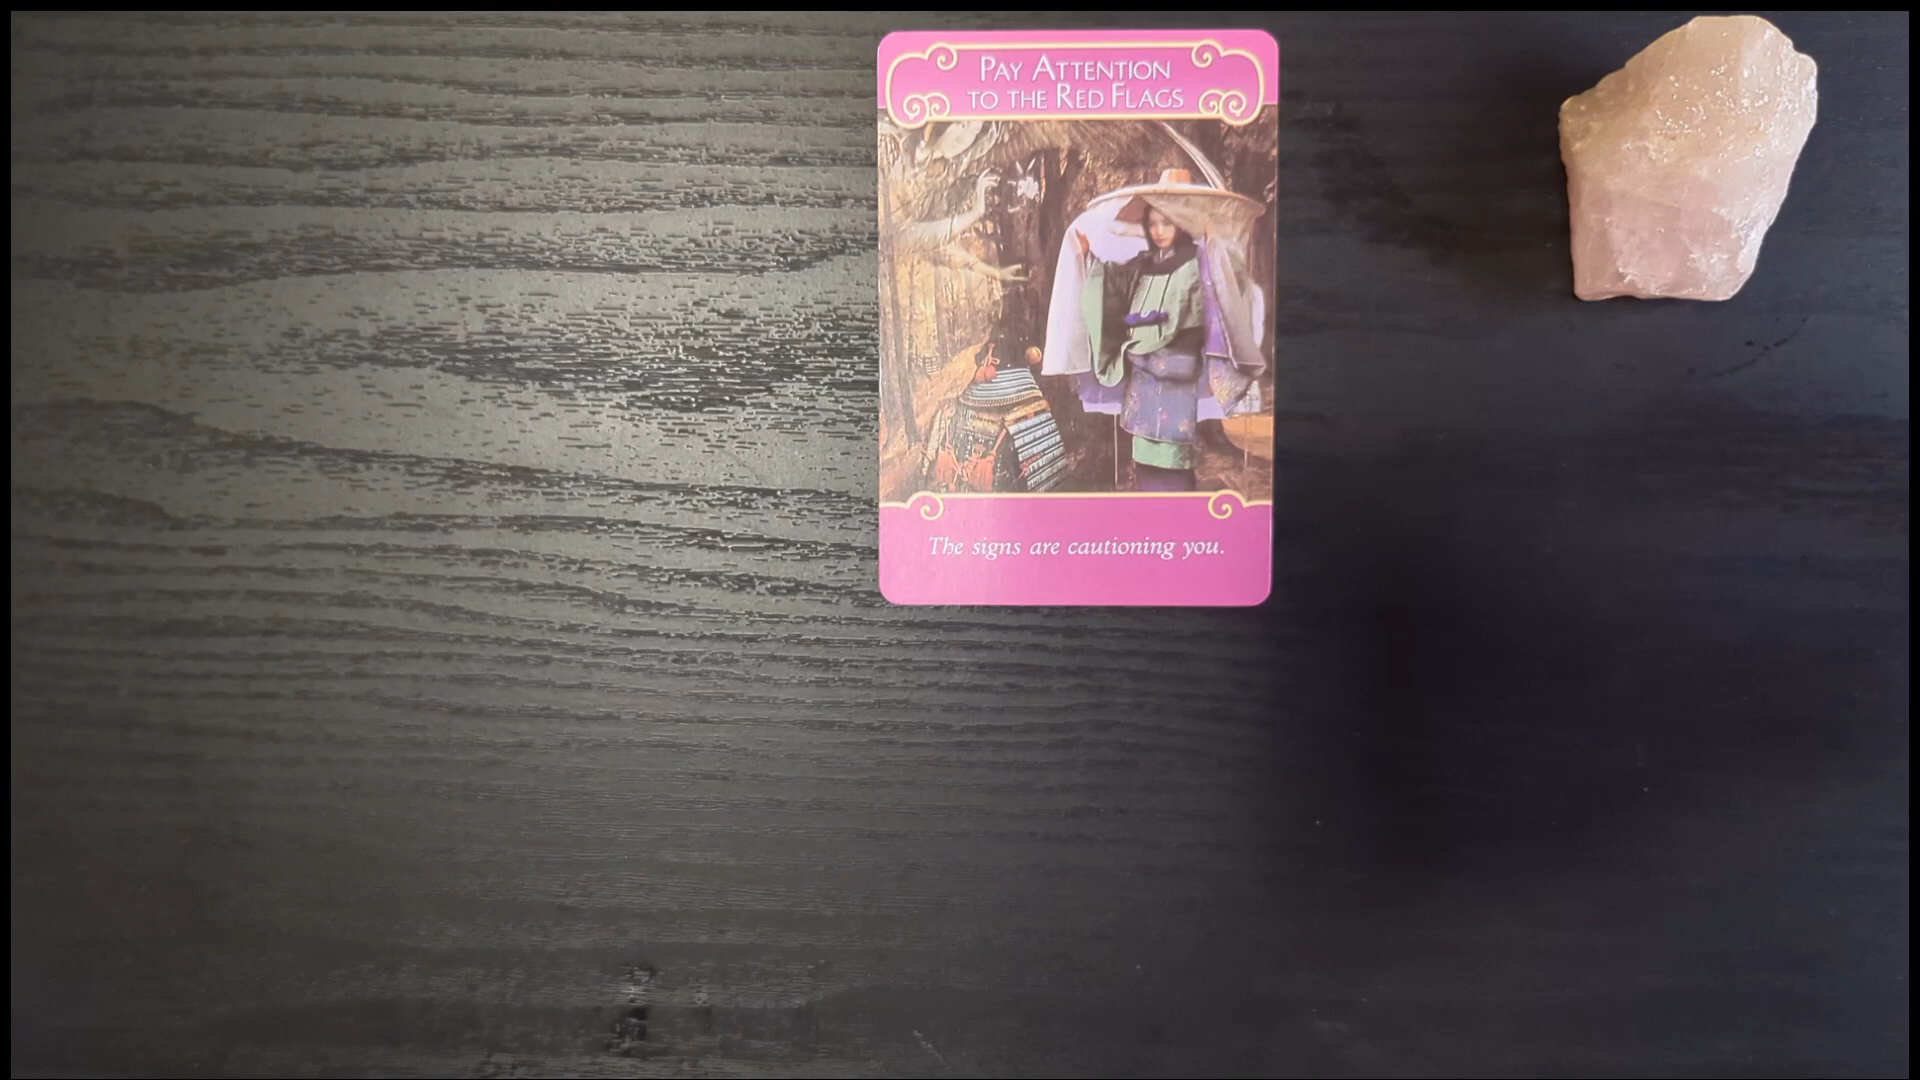 Pay Attention
to the Red Flags
The signs are cautioning you.